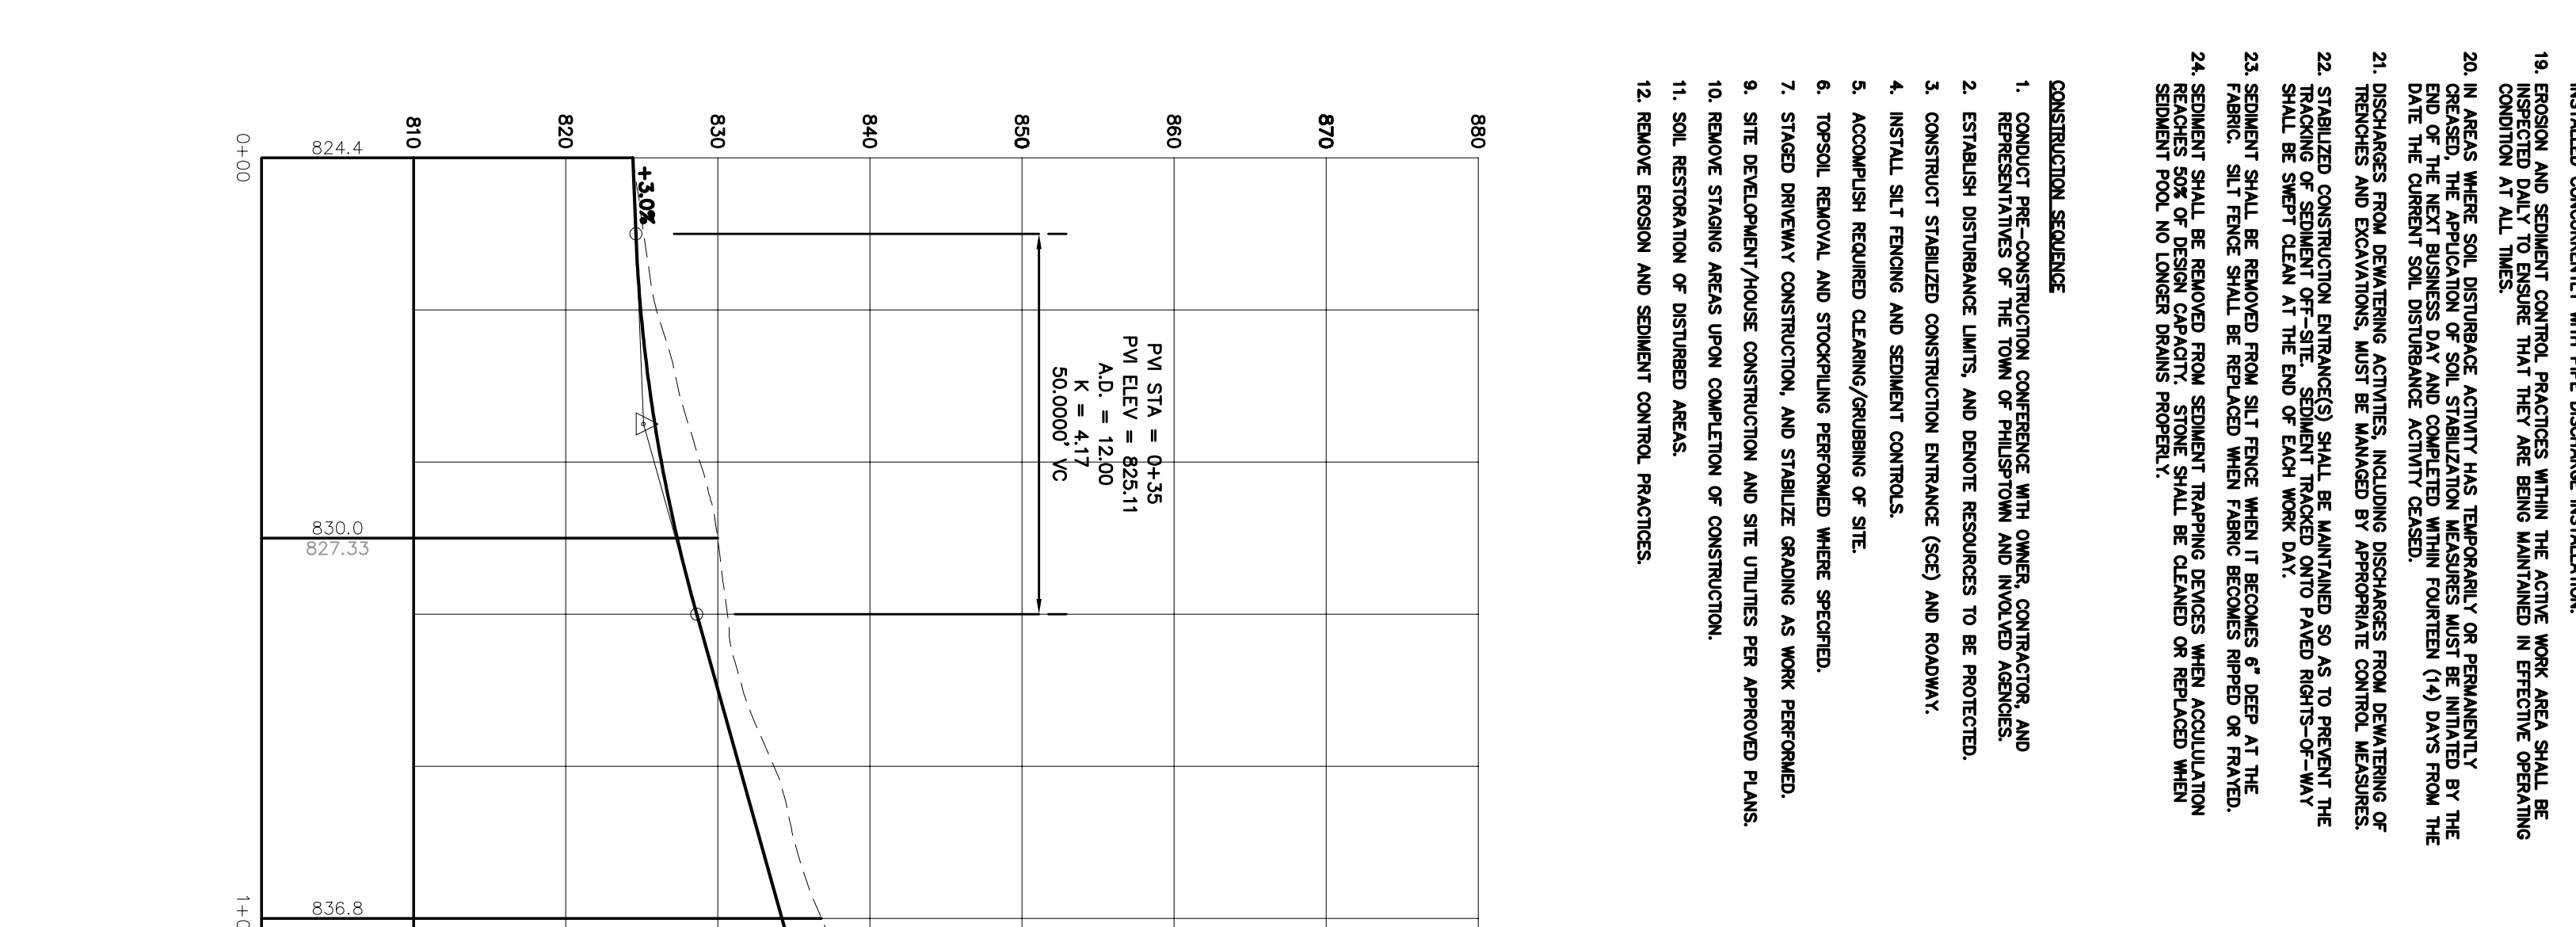 INSTALLED CONCURRENTLY WITH PIPE DISCHARGE INSTALLATION.
19. EROSION AND SEDIMENT CONTROL PRACTICES WITHIN THE ACTIVE WORK AREA SHALL BE
INSPECTED DAILY TO ENSURE THAT THEY ARE BEING MAINTAINED IN EFFECTIVE OPERATING
CONDITION AT ALL TIMES.
20. IN AREAS WHERE SOIL DISTURBACE ACTIVITY HAS TEMPORARILY OR PERMANENTLY
CREASED, THE APPLICATION OF SOIL STABILIZATION MEASURES MUST BE INITIATED BY THE
END OF THE NEXT BUSINESS DAY AND COMPLETED WITHIN FOURTEEN (14) DAYS FROM THE
DATE THE CURRENT SOIL DISTURBANCE ACTIVITY CEASED.
21. DISCHARGES FROM DEWATERING ACTIVITIES, INCLUDING DISCHARGES FROM DEWATERING OF
TRENCHES AND EXCAVATIONS, MUST BE MANAGED BY APPROPRIATE CONTROL MEASURES.
22. STABILIZED CONSTRUCTION ENTRANCE(S) SHALL BE MAINTAINED SO AS TO PREVENT THE
TRACKING OF SEDIMENT OFF-SITE. SEDIMENT TRACKED ONTO PAVED RIGHTS-OF-WAY
SHALL BE SWEPT CLEAN AT THE END OF EACH WORK DAY.
23. SEDIMENT SHALL BE REMOVED FROM SILT FENCE WHEN IT BECOMES 6" DEEP AT THE
FABRIC. SILT FENCE SHALL BE REPLACED WHEN FABRIC BECOMES RIPPED OR FRAYED.
24. SEDIMENT SHALL BE REMOVED FROM SEDIMENT TRAPPING DEVICES WHEN ACCULULATION
REACHES 50% OF DESIGN CAPACITY. STONE SHALL BE CLEANED OR REPLACED WHEN
SEIDMENT POOL NO LONGER DRAINS PROPERLY.
CONSTRUCTION SEQUENCE
1. CONDUCT PRE-CONSTRUCTION CONFERENCE WITH OWNER, CONTRACTOR, AND
REPRESENTATIVES OF THE TOWN OF PHILISPTOWN AND INVOLVED AGENCIES.
2. ESTABLISH DISTURBANCE LIMITS, AND DENOTE RESOURCES TO BE PROTECTED.
3. CONSTRUCT STABILIZED CONSTRUCTION ENTRANCE (SCE) AND ROADWAY.
4. INSTALL SILT FENCING AND SEDIMENT CONTROLS.
5. ACCOMPLISH REQUIRED CLEARING/GRUBBING OF SITE.
6. TOPSOIL REMOVAL AND STOCKPILING PERFORMED WHERE SPECIFIED.
7. STAGED DRIVEWAY CONSTRUCTION, AND STABILIZE GRADING AS WORK PERFORMED.
9. SITE DEVELOPMENT/HOUSE CONSTRUCTION AND SITE UTILITIES PER APPROVED PLANS.
10. REMOVE STAGING AREAS UPON COMPLETION OF CONSTRUCTION.
11. SOIL RESTORATION OF DISTURBED AREAS.
12. REMOVE EROSION AND SEDIMENT CONTROL PRACTICES.
880
870
860
850
840
830
820
810
PVI STA = 0+35
PVI ELEV = 825.11
A.D. = 12.00
K = 4.17
50.0000' VC
+3.0%
824.4
830.0
827.33
836.8
0+00
1+0